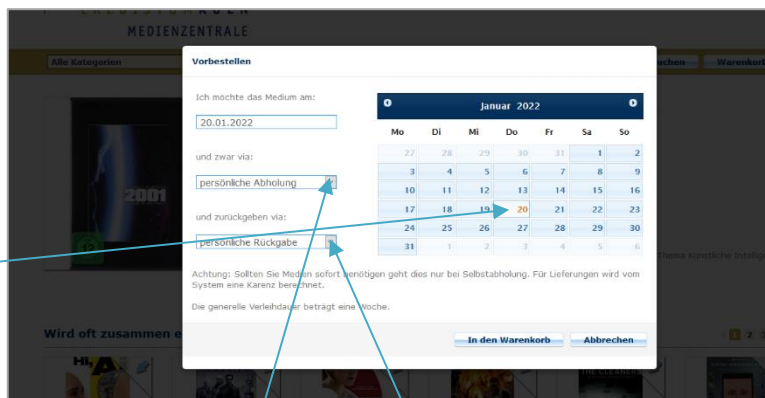 MEDIENZENTRALE
Alle Kategorien
Warenkorb
Vorbestellen
Ich möchte das Medium am:
20.01.2022
und zwar via:
persönliche Abholung
und zurückgeben via:
persönliche Rückgabe
Januar 2022
Mo Di Mi Do Fr Sa So
27 28 29 30 31 1 2
3 4 5 6 7 8 9
10 11 12 13 14 15 16
17 18 19 20 21 22 23
24 25 26 27 28 29 30
31 1 2 3 4 5 6
Achtung: Sollten Sie Medien sofort benötigen geht dies nur bei Selbstabholung. Für Lieferungen wird vom
System eine Karenz berechnet.
Die generelle Verleihdauer beträgt eine Woche.
In den Warenkorb Abbrechen
2001
Thema Künstliche
Wird oft zusammen
1 2